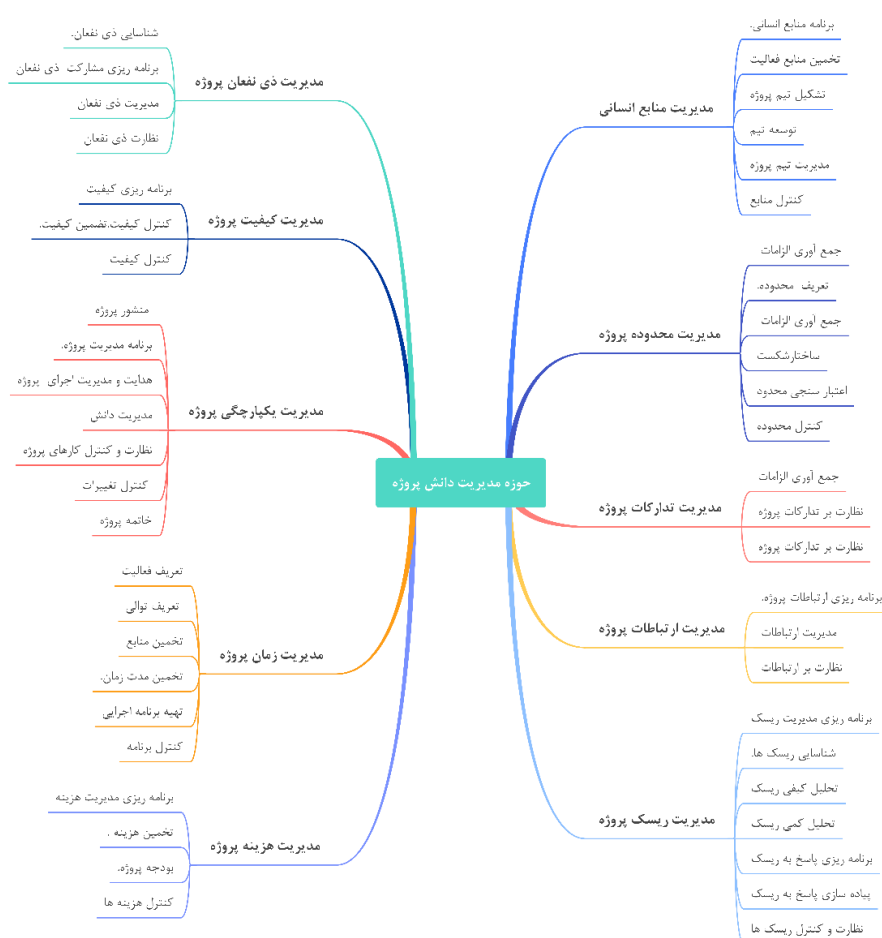 حوزه مدیریت دانش پروژه
مدیریت منابع انسانی
برنامه منابع انسانی.
تخمین منابع فعالیت
تشکیل تیم پروژه
توسعه تیم
مدیریت تیم پروژه
کنترل منابع
مدیریت محدوده پروژه
جمع آوری الزامات
تعریف محدوده.
جمع آوری الزامات
ساختارشکست
اعتبار سنجی محدود
کنترل محدوده
مدیریت تدارکات پروژه
جمع آوری الزامات
نظارت بر تدارکات پروژه
نظارت بر تدارکات پروژه
مدیریت ارتباطات پروژه
برنامه ریزی ارتباطات پروژه.
مدیریت ارتباطات
نظارت بر ارتباطات
مدیریت ریسک پروژه
برنامه ریزی مدیریت ریسک
شناسایی ریسک ها.
تحلیل کیفی ریسک
تحلیل کمی ریسک
برنامه ریزی پاسخ به ریسک
پیاده سازی پاسخ به ریسک
نظارت و کنترل ریسک ها
مدیریت ذی نفعان پروژه
شناسایی ذی نفعان.
برنامه ریزی مشارکت ذی نفعان
مدیریت ذی نفعان
نظارت ذی نفعان
مدیریت کیفیت پروژه
برنامه ریزی کیفیت
کنترل کیفیت.تضمین کیفیت.
کنترل کیفیت
مدیریت یکپارچگی پروژه
منشور پروژه
برنامه مدیریت پروژه.
هدایت و مدیریت اجرای پروژه
مدیریت دانش
نظارت و کنترل کارهای پروژه
کنترل تغییرات
خاتمه پروژه
مدیریت زمان پروژه
تعریف فعالیت
تعریف توالی
تخمین منابع
تخمین مدت زمان.
تهیه برنامه اجرایی
کنترل برنامه
مدیریت هزینه پروژه
برنامه ریزی مدیریت هزینه
تخمین هزینه .
بودجه پروژه.
کنترل هزینه ها